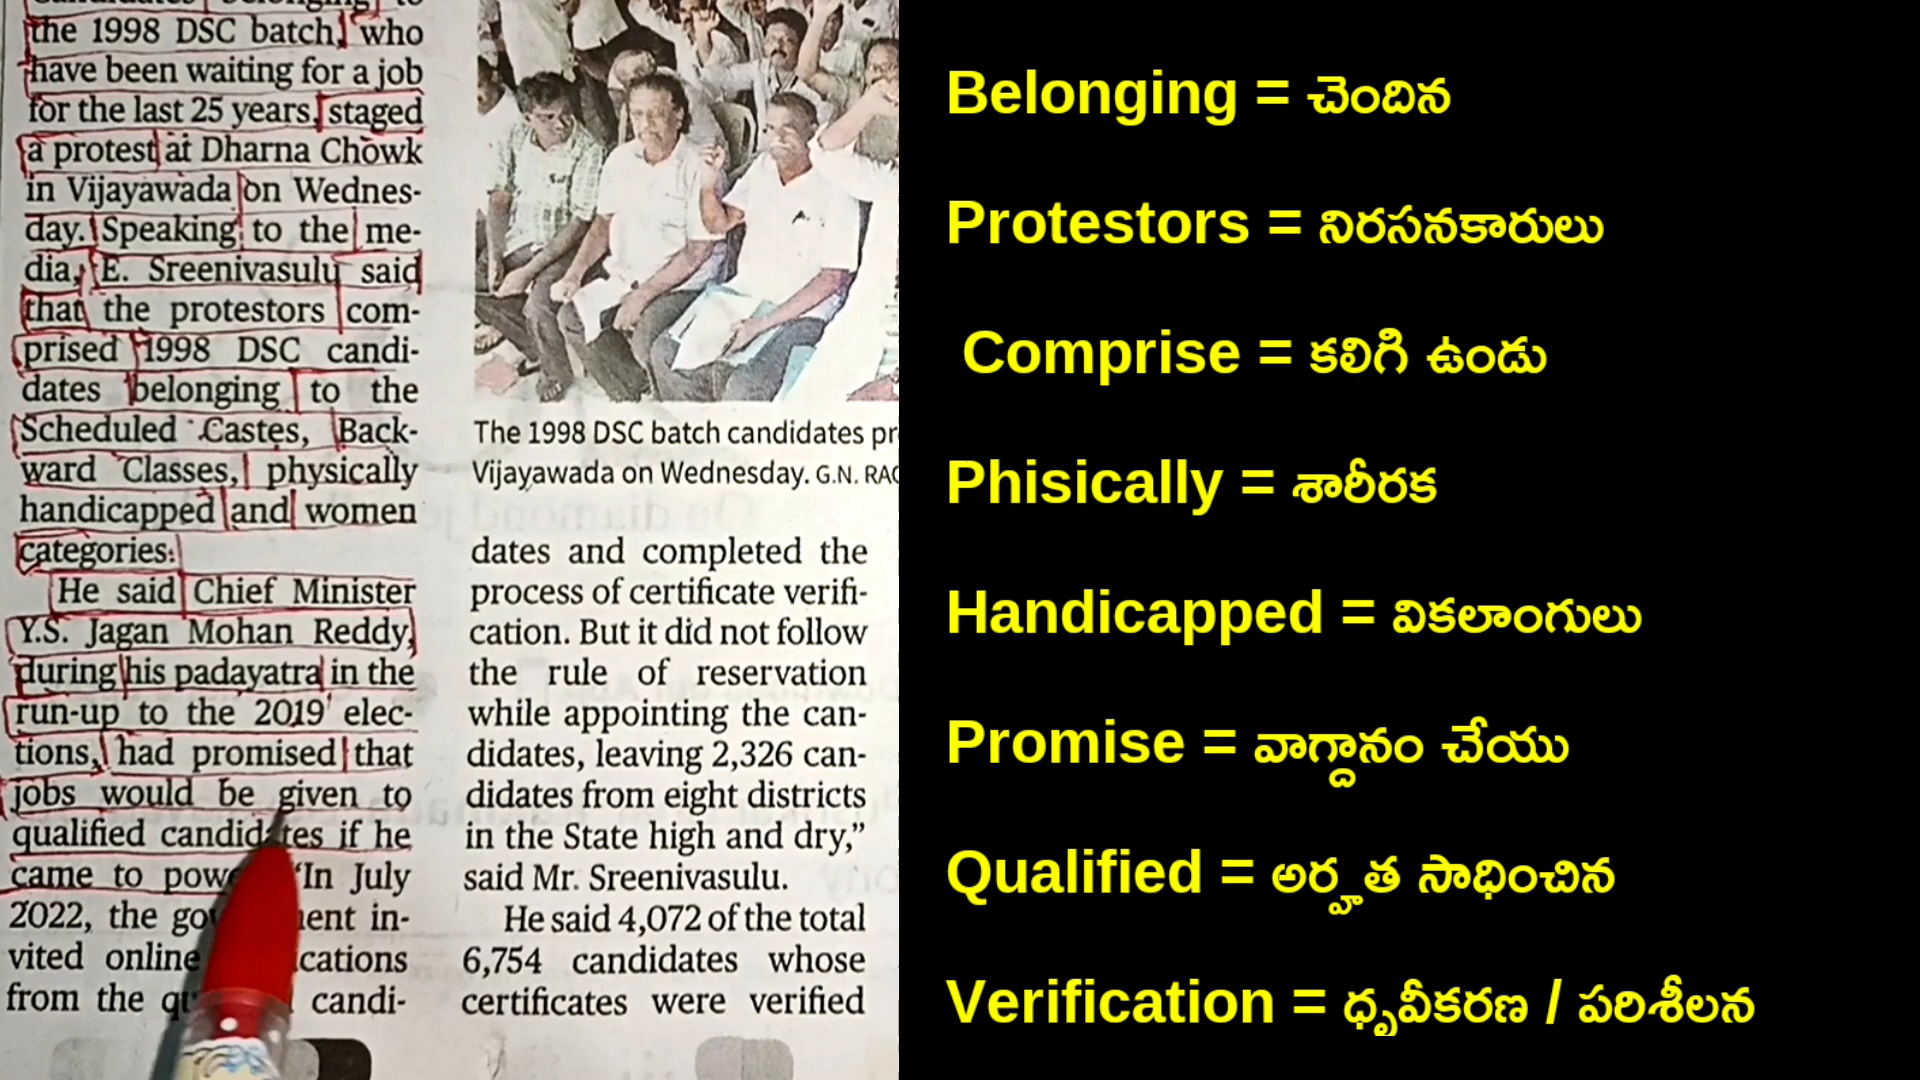 the 1998 DSC batch, who
have been waiting for a job
for the last 25 years, staged
a protest at Dharna Chowk
in Vijayawada on Wednes-
day. Speaking to the me-
dia, E. Sreenivasulu said
that the protestors com-
prised 1998 DSC candi-
dates belonging to the
Scheduled Castes, Back-
ward Classes, physically
handicapped and women
categories.
He said Chief Minister
Y.S. Jagan Mohan Reddy,
during his padayatra in the
run-up to the 2019 elec-
tions, had promised that
jobs would be given to
qualified candidates if he
came to “In July
2022, the in-
vited online
from the candi-
The 1998 DSC batch candidates
Vijayawada on Wednesday. G.N.
dates and completed the
process of certificate verifi-
cation. But it did not follow
the rule of reservation
while appointing the can-
didates, leaving 2,326 can-
didates from eight districts
in the State high and dry,”
said Mr. Sreenivasulu.
He said 4,072 of the total
6,754 candidates whose
certificates were verified
Belonging = చెందిన
Protestors = నిరసనకారులు
Comprise = కలిగి ఉండు
Phisically = శారీరక
Handicapped = వికలాంగులు
Promise = వాగ్దానం చేయు
Qualified = అర్హత సాధించిన
Verification = ధృవీకరణ / పరిశీలన